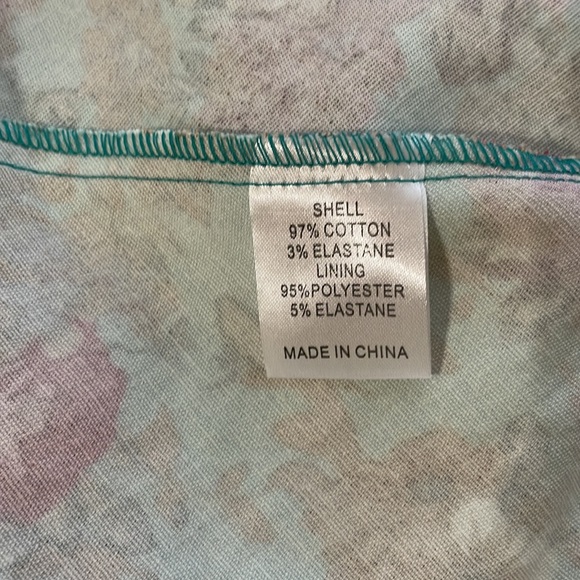 SHELL
97% COTTON
3% ELASTANE
LINING
95%POLYESTER
5% ELASTANE
MADE IN CHINA